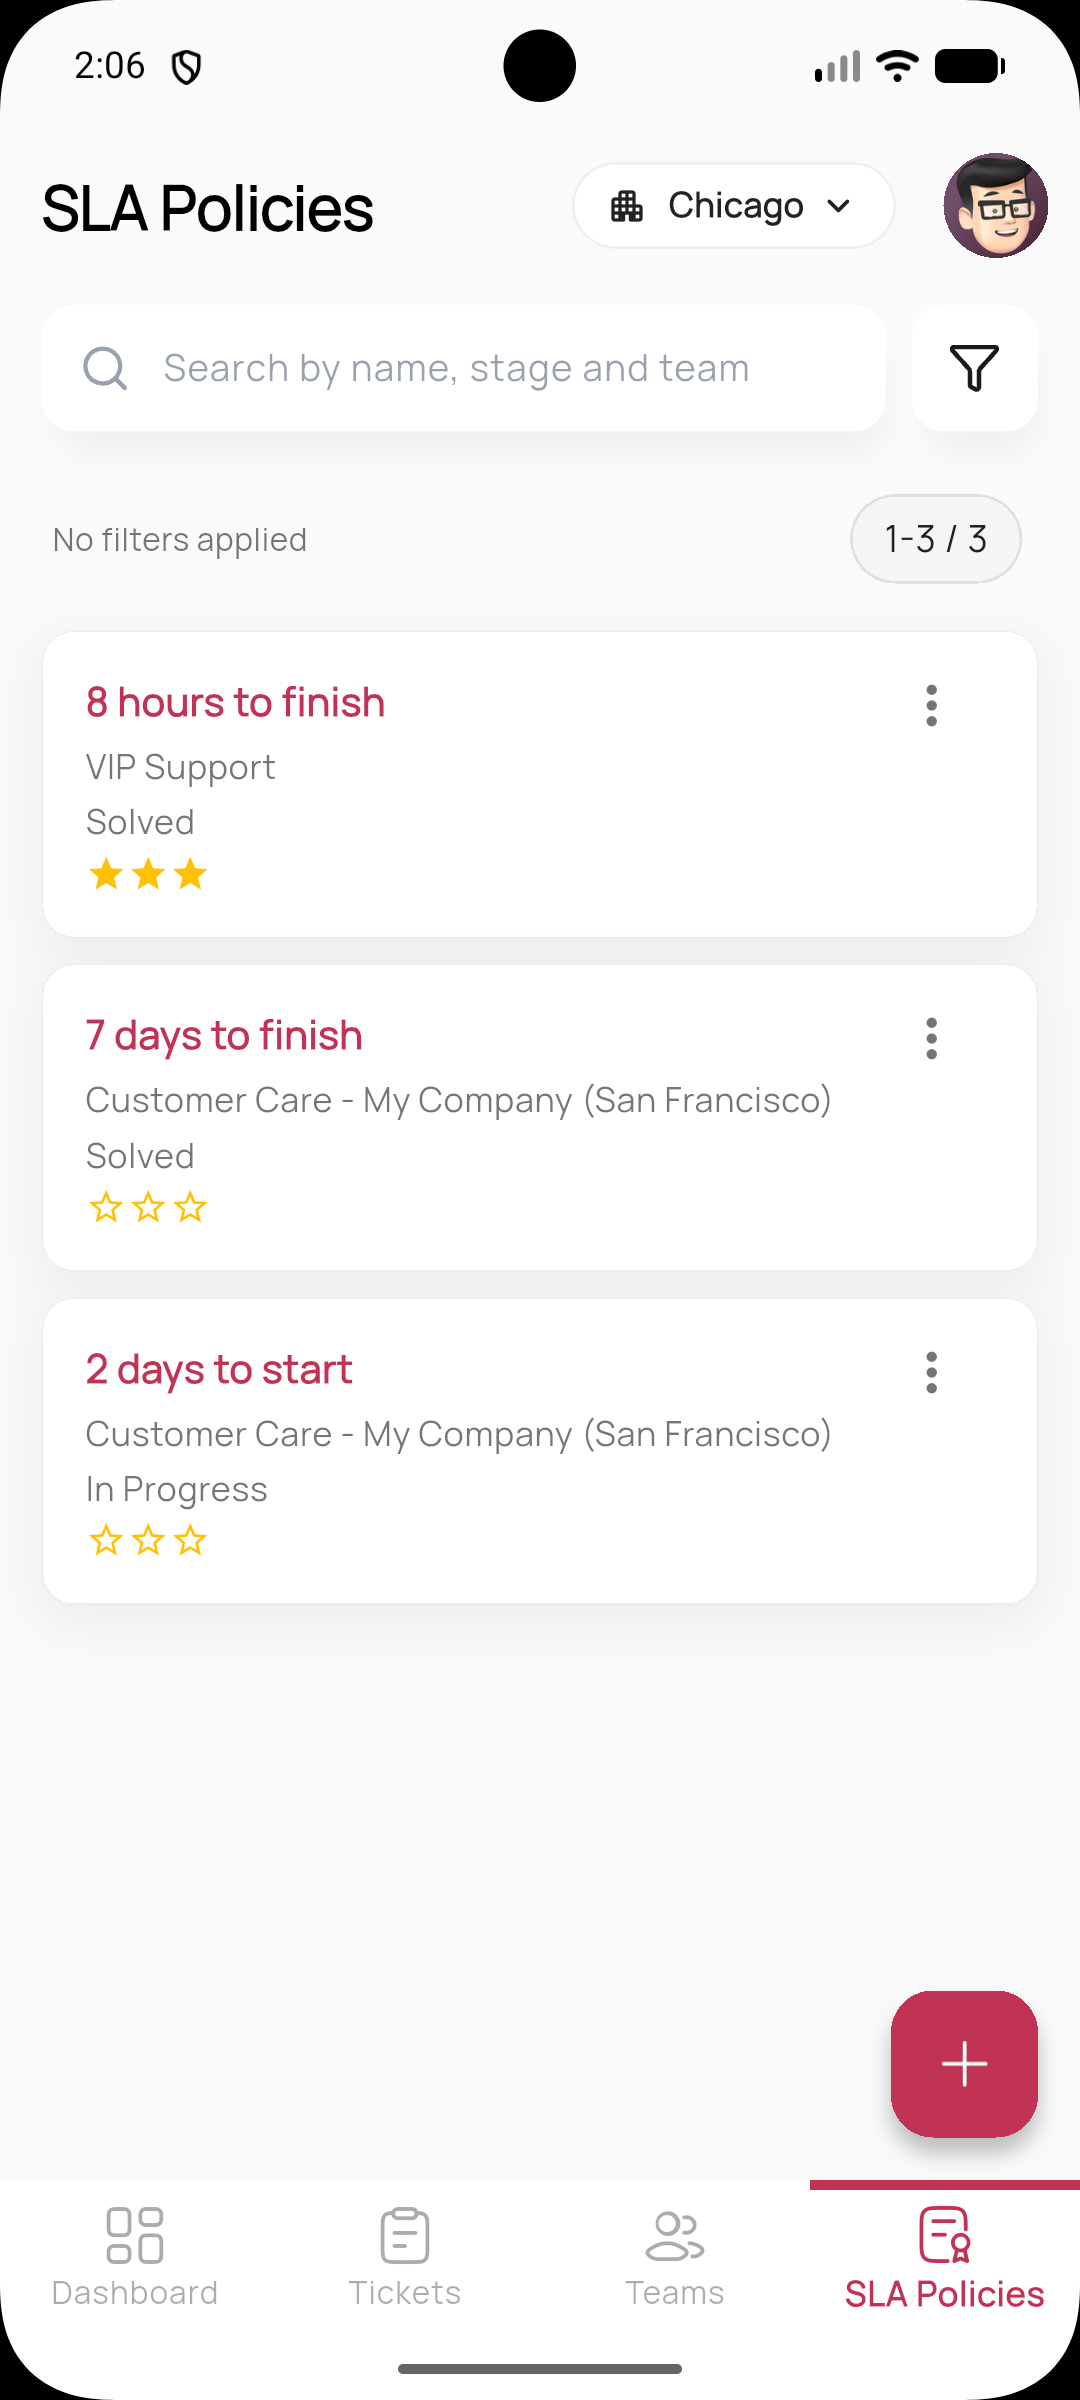 2:06
SLA Policies
Chicago
Search by name, stage and team
No filters applied
1-3 / 3
8 hours to finish
VIP Support
Solved
7 days to finish
Customer Care - My Company (San Francisco)
Solved
2 days to start
Customer Care - My Company (San Francisco)
In Progress
Dashboard
Tickets
Teams
SLA Policies